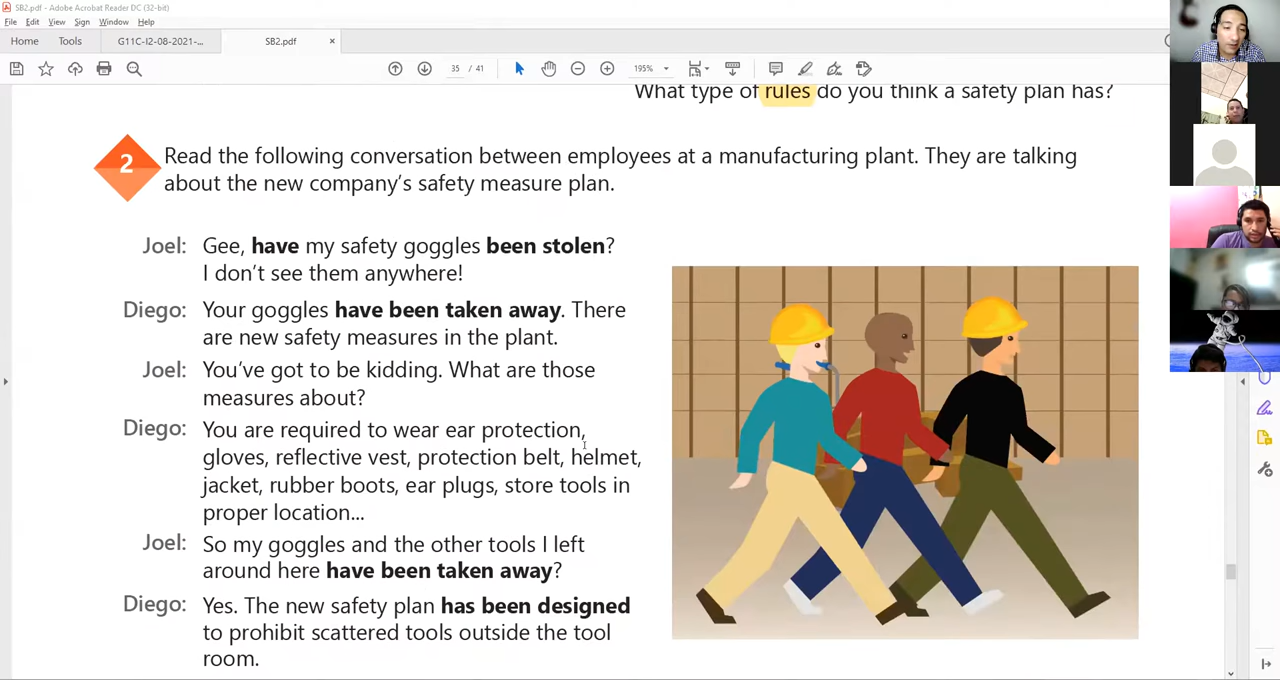 SB2.pdf - Adobe Acrobat Reader DC (32-bit)
File Edit View Sign Window Help
Home Tools G11C-I2-08-2021-... SB2.pdf ×
35 / 41 195%
What type of rules do you think a safety plan has?
2 Read the following conversation between employees at a manufacturing plant. They are talking
about the new company's safety measure plan.
Joel: Gee, have my safety goggles been stolen?
I don't see them anywhere!
Diego: Your goggles have been taken away. There
are new safety measures in the plant.
Joel: You've got to be kidding. What are those
measures about?
Diego: You are required to wear ear protection,
gloves, reflective vest, protection belt, helmet,
jacket, rubber boots, ear plugs, store tools in
proper location...
Joel: So my goggles and the other tools I left
around here have been taken away?
Diego: Yes. The new safety plan has been designed
to prohibit scattered tools outside the tool
room.